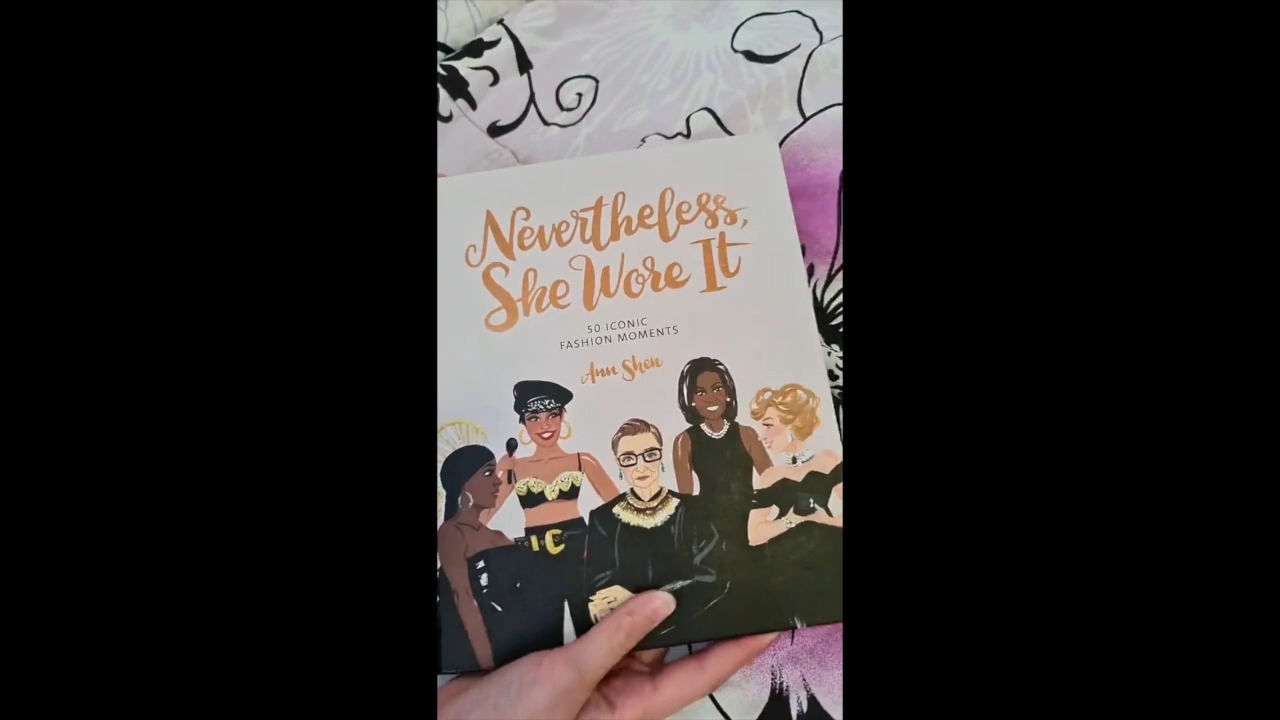 Nevertheless,
She Wore It
50 ICONIC
FASHION MOMENTS
Ann Shen